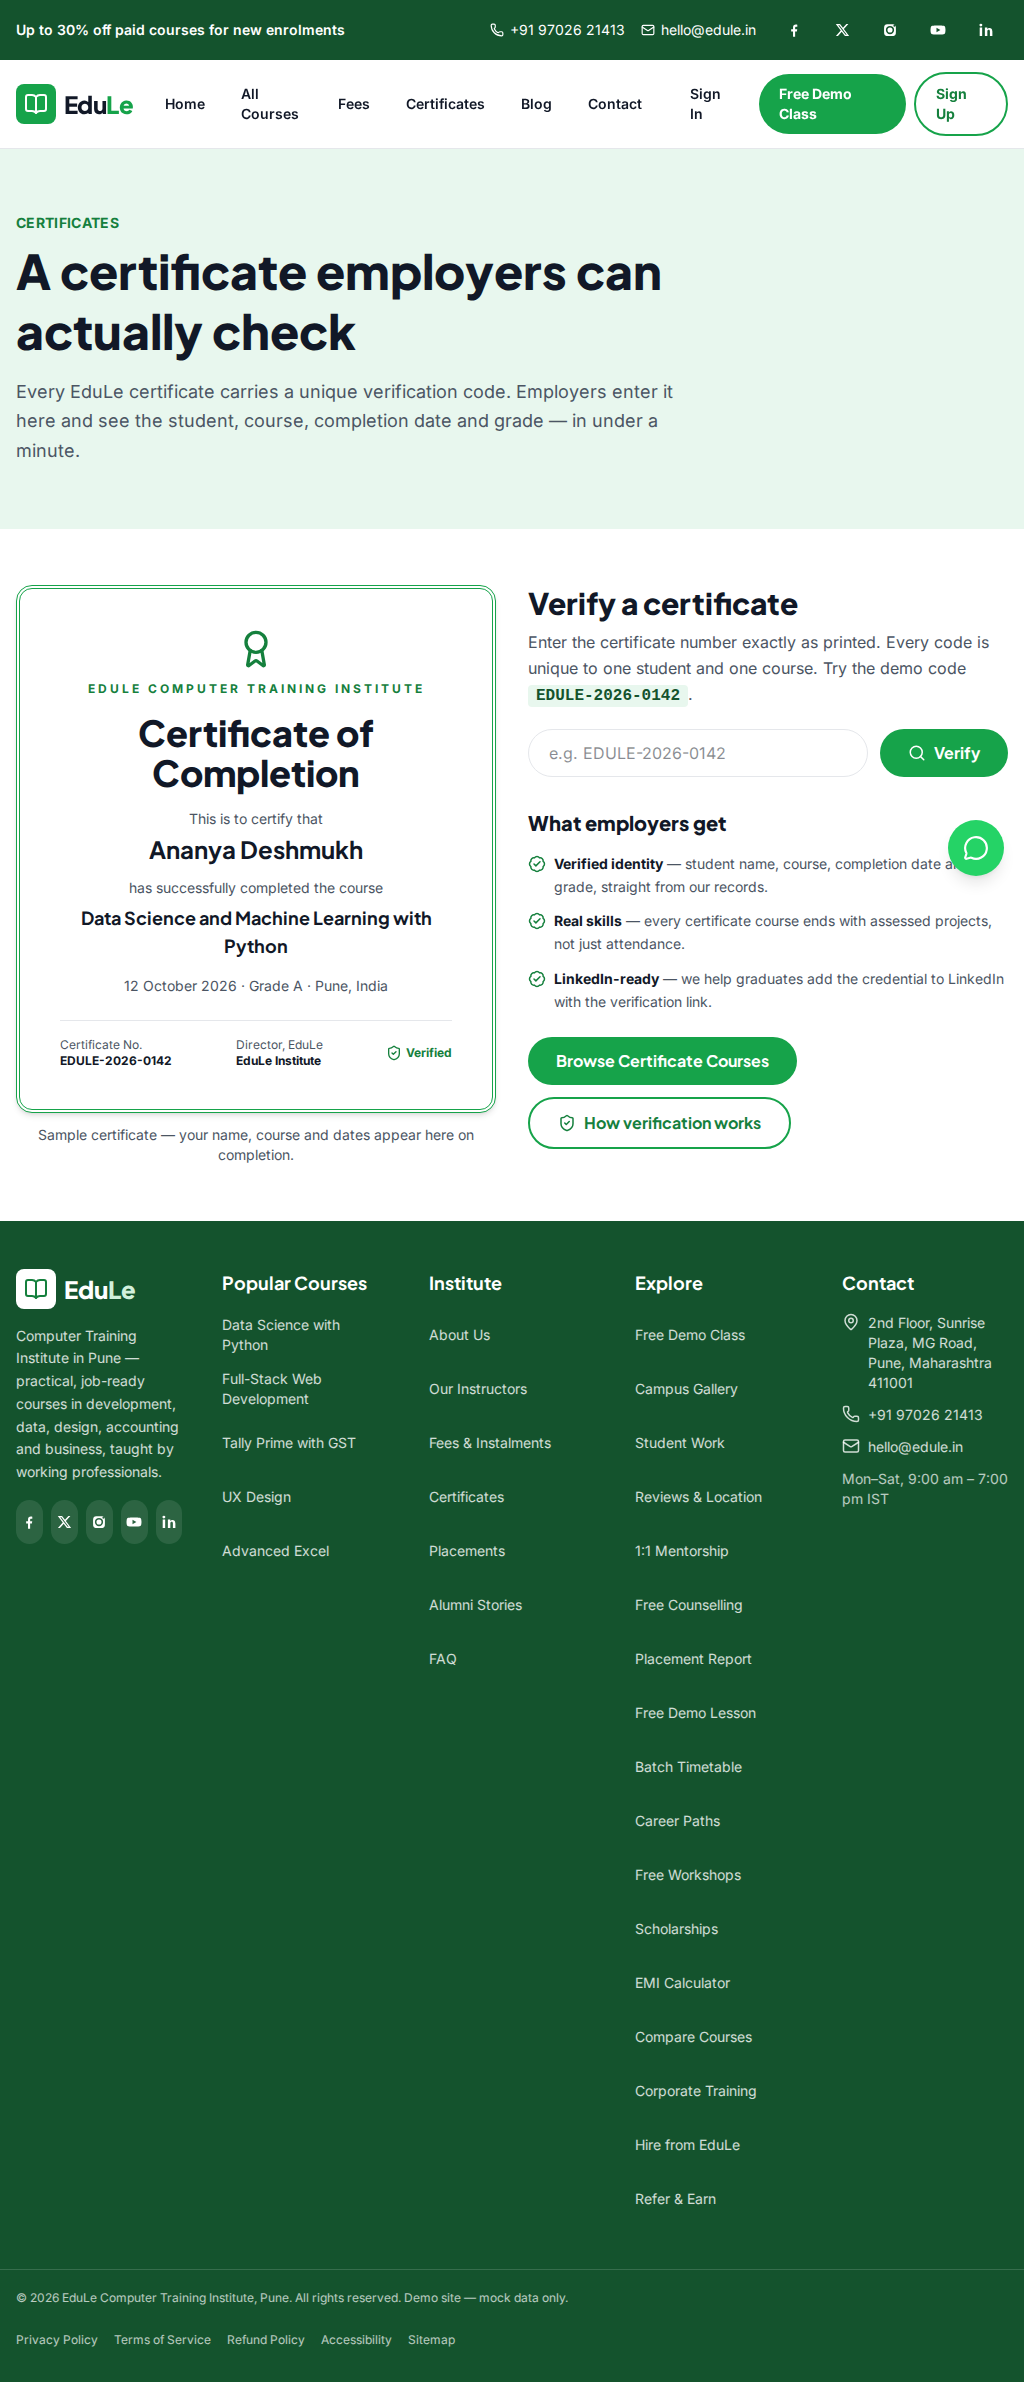 Up to 30% off paid courses for new enrolments
+91 97026 21413
hello@edule.in
EduLe
Home
All Courses
Fees
Certificates
Blog
Contact
Sign In
Free Demo Class
Sign Up
CERTIFICATES
A certificate employers can
actually check
Every EduLe certificate carries a unique verification code. Employers enter it
here and see the student, course, completion date and grade — in under a
minute.
EDULE COMPUTER TRAINING INSTITUTE
Certificate of
Completion
This is to certify that
Ananya Deshmukh
has successfully completed the course
Data Science and Machine Learning with
Python
12 October 2026 · Grade A · Pune, India
Certificate No.
EDULE-2026-0142
Director, EduLe
EduLe Institute
Verified
Sample certificate — your name, course and dates appear here on
completion.
Verify a certificate
Enter the certificate number exactly as printed. Every code is
unique to one student and one course. Try the demo code
EDULE-2026-0142.
e.g. EDULE-2026-0142
Verify
What employers get
Verified identity — student name, course, completion date
grade, straight from our records.
Real skills — every certificate course ends with assessed projects,
not just attendance.
LinkedIn-ready — we help graduates add the credential to LinkedIn
with the verification link.
Browse Certificate Courses
How verification works
EduLe
Computer Training
Institute in Pune —
practical, job-ready
courses in development,
data, design, accounting
and business, taught by
working professionals.
Popular Courses
Data Science with
Python
Full-Stack Web
Development
Tally Prime with GST
UX Design
Advanced Excel
Institute
About Us
Our Instructors
Fees & Instalments
Certificates
Placements
Alumni Stories
FAQ
Explore
Free Demo Class
Campus Gallery
Student Work
Reviews & Location
1:1 Mentorship
Free Counselling
Placement Report
Free Demo Lesson
Batch Timetable
Career Paths
Free Workshops
Scholarships
EMI Calculator
Compare Courses
Corporate Training
Hire from EduLe
Refer & Earn
Contact
2nd Floor, Sunrise
Plaza, MG Road,
Pune, Maharashtra
411001
+91 97026 21413
hello@edule.in
Mon–Sat, 9:00 am – 7:00
pm IST
© 2026 EduLe Computer Training Institute, Pune. All rights reserved. Demo site — mock data only.
Privacy Policy
Terms of Service
Refund Policy
Accessibility
Sitemap